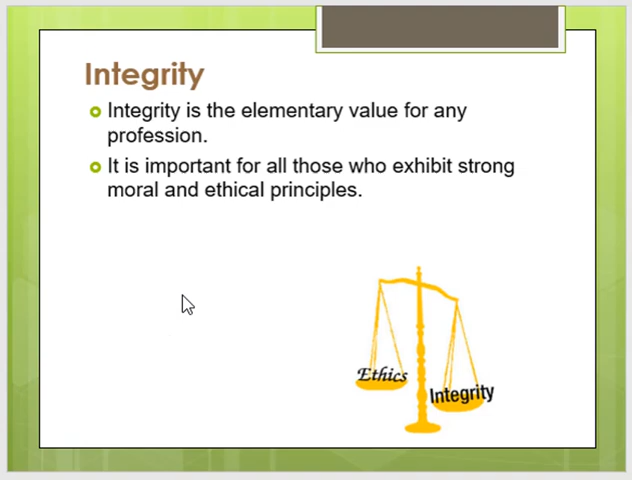 Integrity
Integrity is the elementary value for any
profession.
It is important for all those who exhibit strong
moral and ethical principles.
Ethics
Integrity